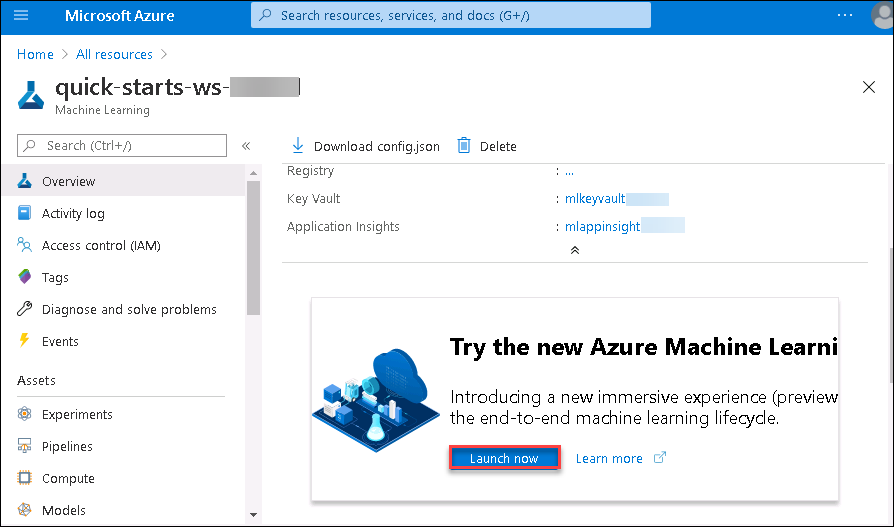 Microsoft Azure
Search resources, services, and docs (G+/)
Home > All resources >
quick-starts-ws-
Machine Learning
Search (Ctrl+/)
Overview
Activity log
Access control (IAM)
Tags
Diagnose and solve problems
Events
Assets
Experiments
Pipelines
Compute
Models
Download config.json
Delete
Registry : ...
Key Vault : mlkeyvault
Application Insights : mlappinsight
Try the new Azure Machine Learni
Introducing a new immersive experience (preview
the end-to-end machine learning lifecycle.
Launch now
Learn more